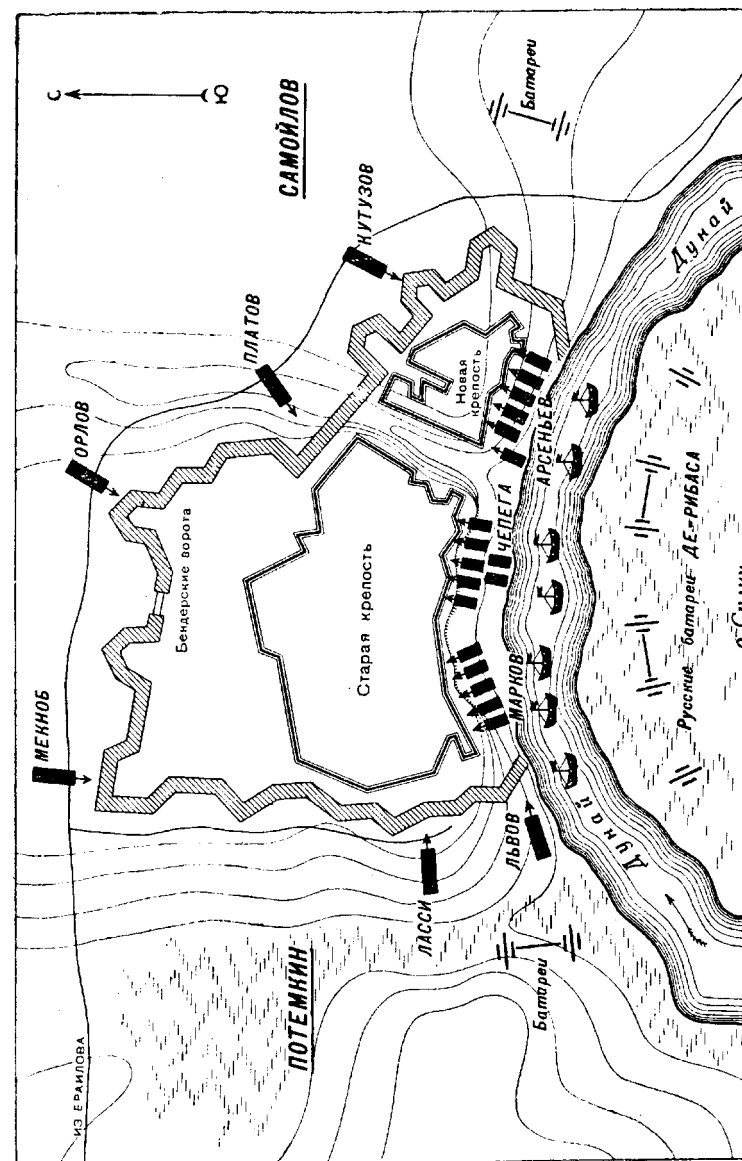 С
Ю
САМОЙЛОВ
Батареи
КУТУЗОВ
ПЛАТОВ
ОРЛОВ
Новая
крепость
Дунай
АРСЕНЬЕВ
Бендерские ворота
Старая крепость
ЧЕПЕГА
МЕКНОБ
МАРКОВ
Русские батареи ДЕ-РИБАСА
ЛЬВОВ
ЛАССИ
Дунай
ПОТЕМКИН
Батареи
ИЗ БРАИЛОВА